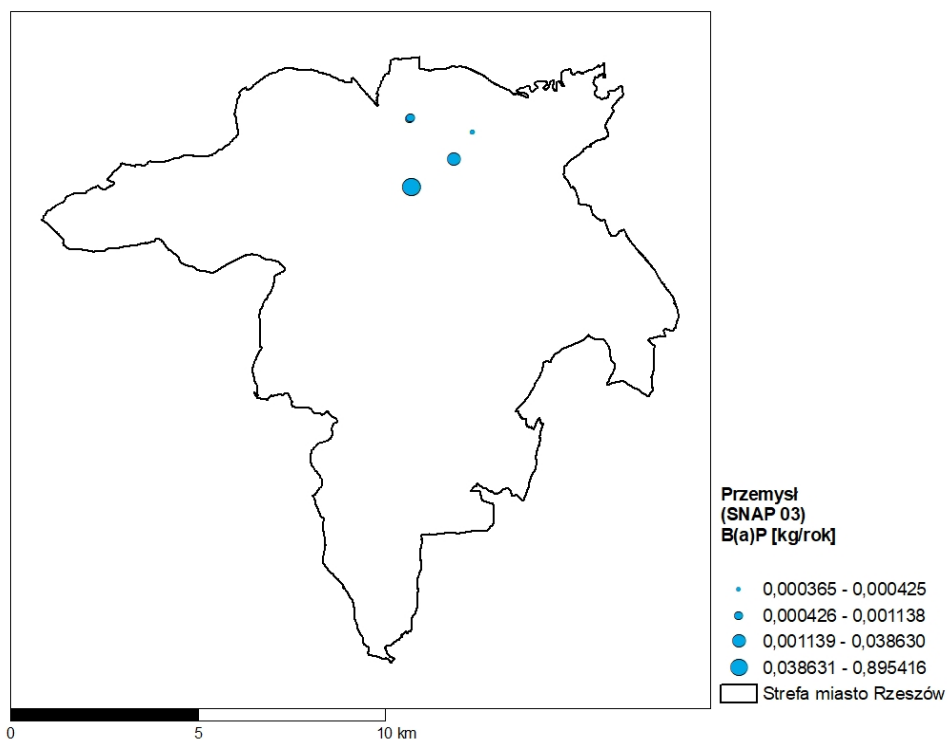 Przemysł
(SNAP 03)
B(a)P [kg/rok]
0,000365 - 0,000425
0,000426 - 0,001138
0,001139 - 0,038630
0,038631 - 0,895416
Strefa miasto Rzeszów
0 5 10 km